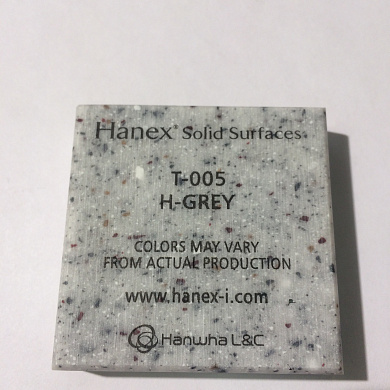 Hanex® Solid Surfaces
T-005
H-GREY
COLORS MAY VARY
FROM ACTUAL PRODUCTION
www.hanex-i.com
Hanwha L&C